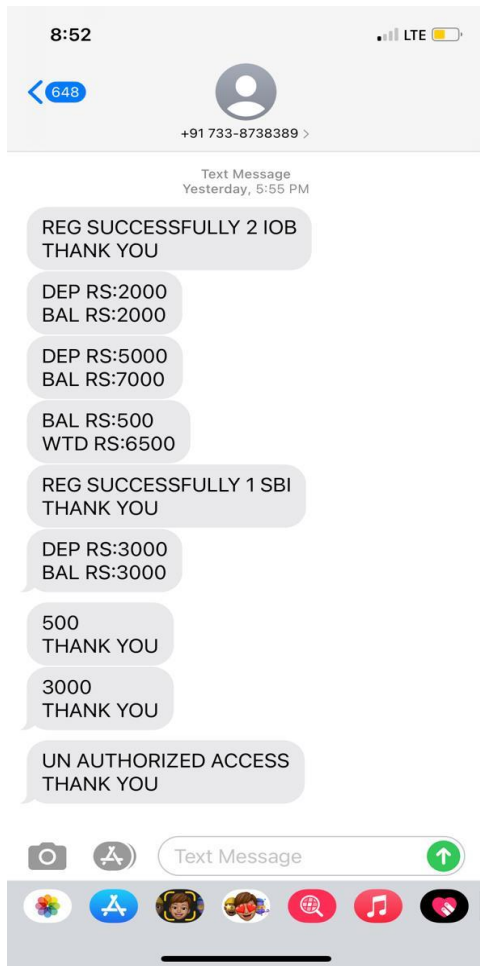 8:52
LTE
648
+91 733-8738389 >
Text Message
Yesterday, 5:55 PM
REG SUCCESSFULLY 2 IOB
THANK YOU
DEP RS:2000
BAL RS:2000
DEP RS:5000
BAL RS:7000
BAL RS:500
WTD RS:6500
REG SUCCESSFULLY 1 SBI
THANK YOU
DEP RS:3000
BAL RS:3000
500
THANK YOU
3000
THANK YOU
UN AUTHORIZED ACCESS
THANK YOU
Text Message